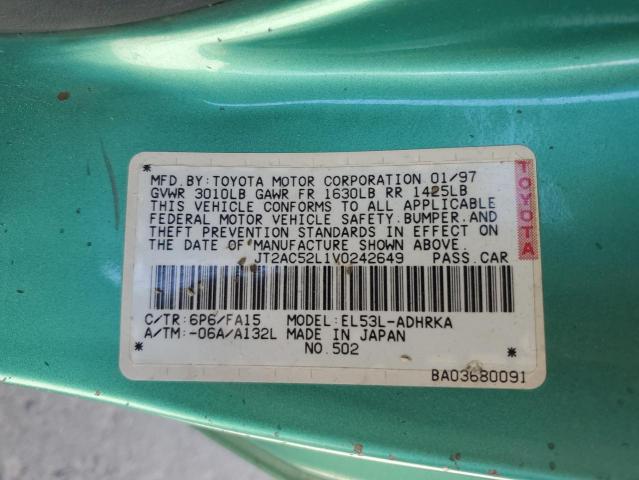 MFD. BY: TOYOTA MOTOR CORPORATION 01/97
GVWR 3010LB GAWR FR 1630LB RR 1425LB
THIS VEHICLE CONFORMS TO ALL APPLICABLE
FEDERAL MOTOR VEHICLE SAFETY. BUMPER. AND
THEFT PREVENTION STANDARDS IN EFFECT ON
THE DATE OF MANUFACTURE SHOWN ABOVE.
JT2AC52L1V0242649 PASS. CAR
C/TR: 6P6/FA15 MODEL: EL53L-ADHRKA
A/TM: -06A/A132L MADE IN JAPAN
NO. 502
BA03680091
TOYOTA